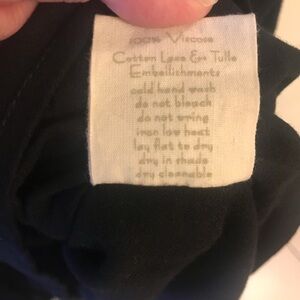 100% Viscose
Cotton Lace & Tulle
Embellishments
cold hand wash
do not bleach
do not wring
iron low heat
lay flat to dry
dry in shade
dry cleanable